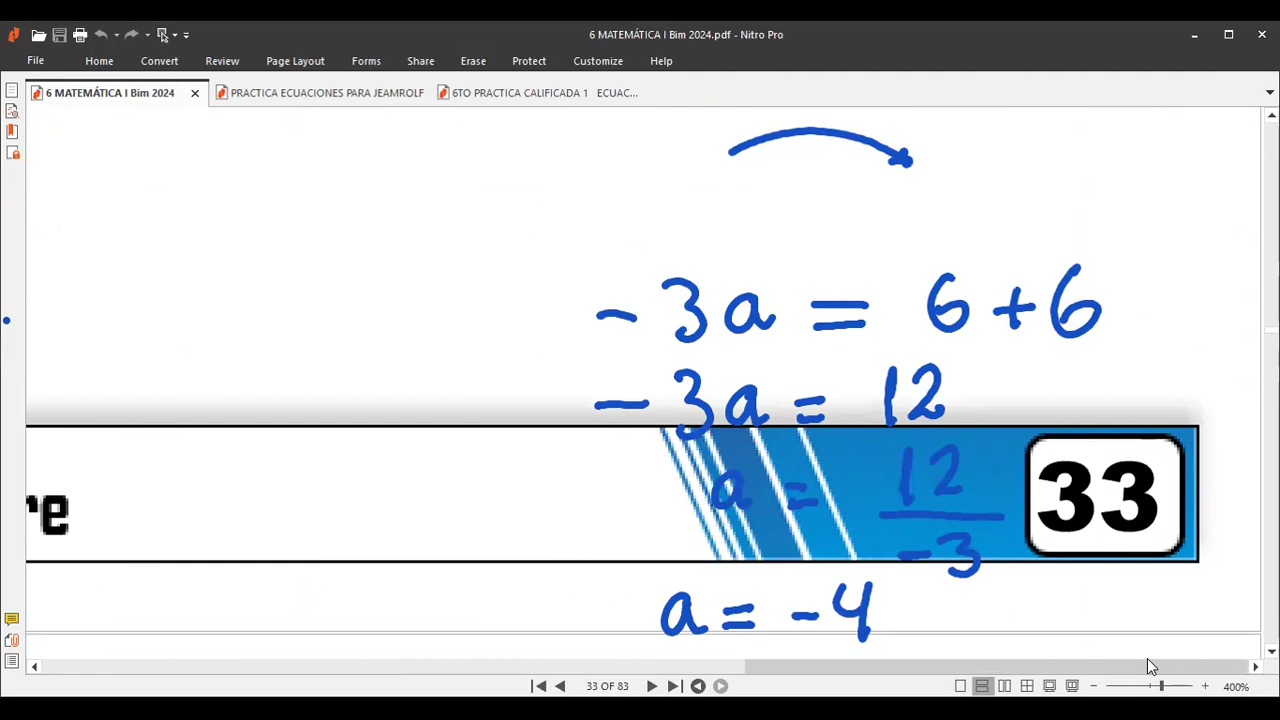 6 MATEMÁTICA I Bim 2024.pdf - Nitro Pro
File Home Convert Review Page Layout Forms Share Erase Protect Customize Help
6 MATEMÁTICA I Bim 2024 PRACTICA ECUACIONES PARA JEAMROLF 6TO PRACTICA CALIFICADA 1 ECUAC...
- 3a = 6 + 6
- 3a = 12
a = 12 / -3
re 33
a = -4
33 OF 83 400%